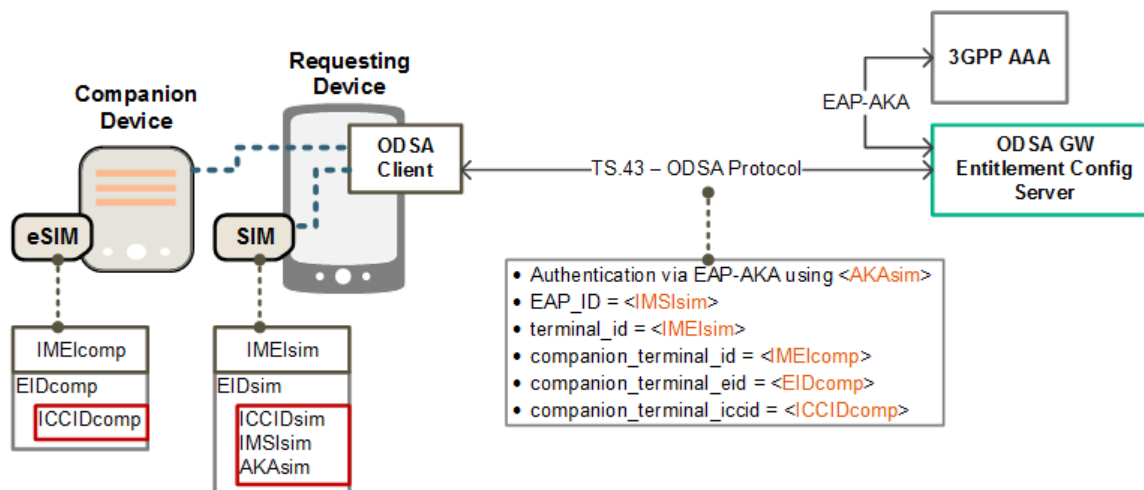 Companion
Device
Requesting
Device
ODSA
Client
eSIM
SIM
3GPP AAA
EAP-AKA
TS.43 – ODSA Protocol
ODSA GW
Entitlement Config
Server
IMEIcomp
EIDcomp
ICCIDcomp
IMEIsim
EIDsim
ICCIDsim
IMSIsim
AKAsim
• Authentication via EAP-AKA using <AKAsim>
• EAP_ID = <IMSIsim>
• terminal_id = <IMEIsim>
• companion_terminal_id = <IMEIcomp>
• companion_terminal_eid = <EIDcomp>
• companion_terminal_iccid = <ICCIDcomp>